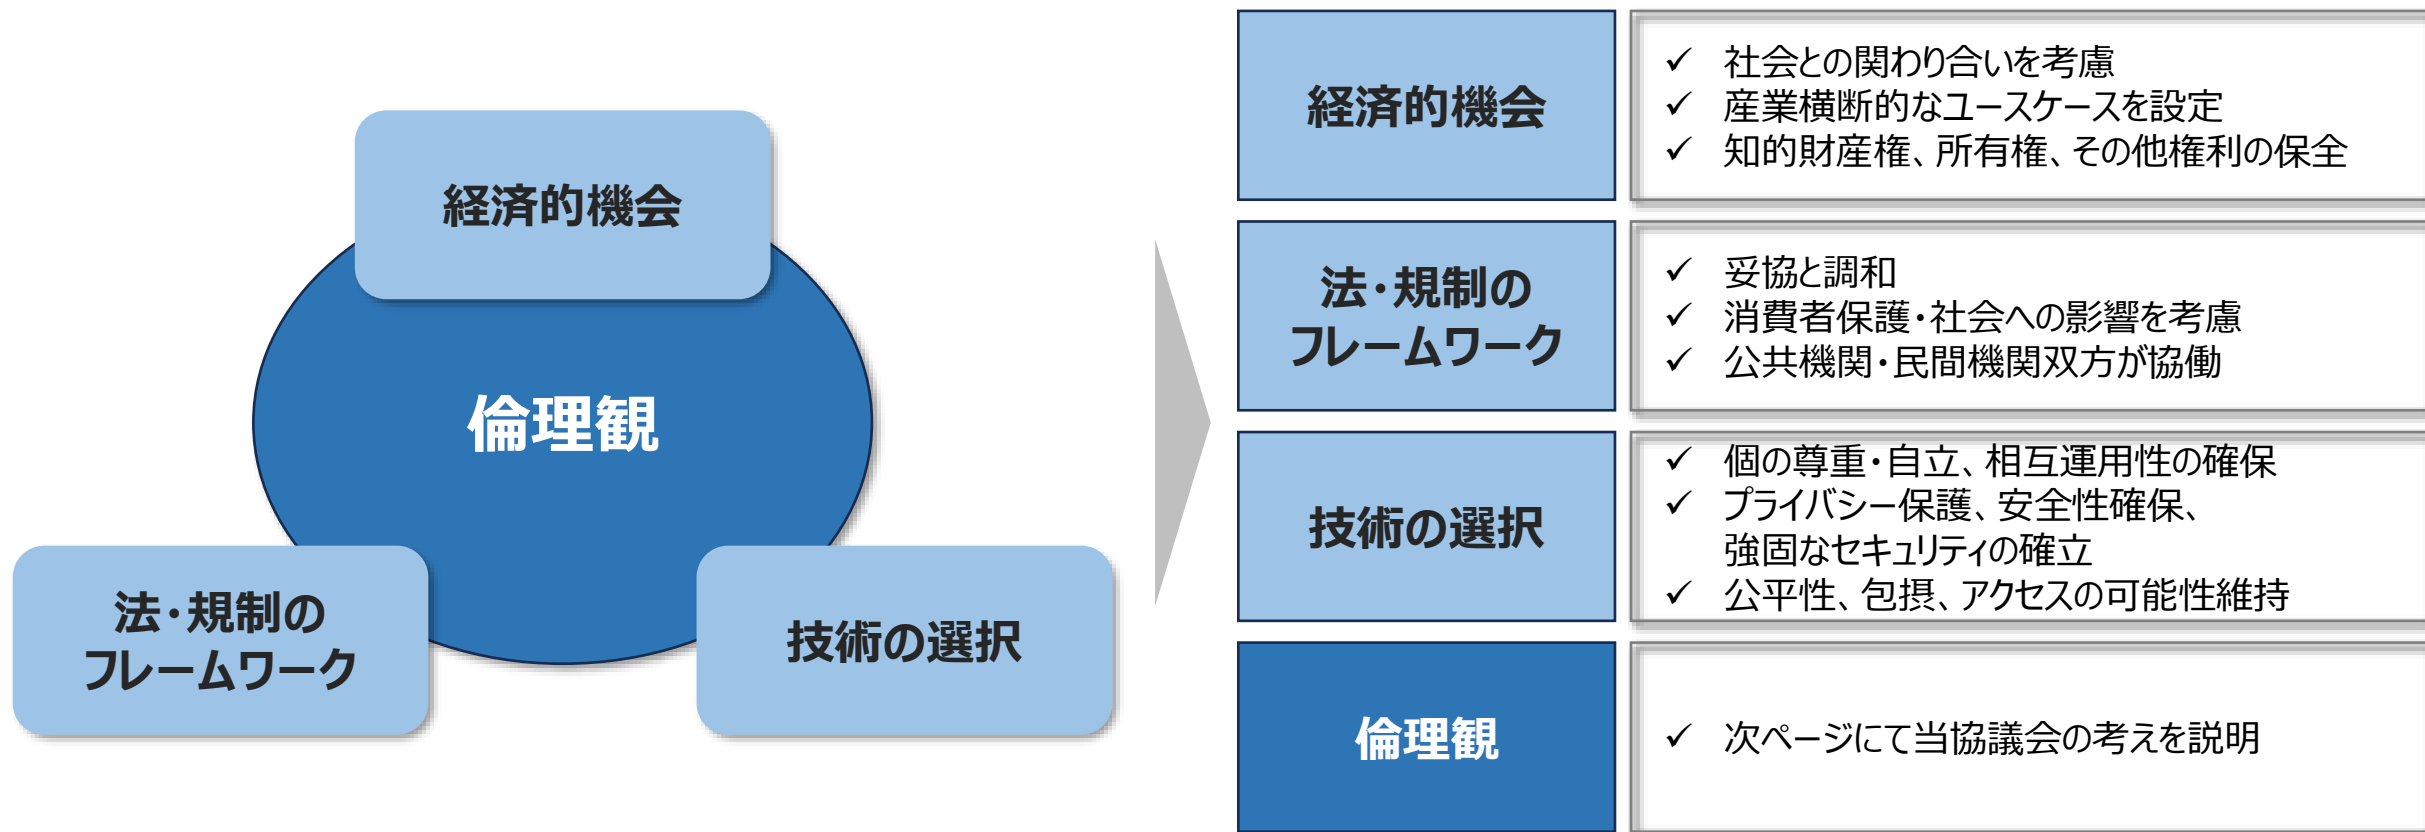 経済的機会
倫理観
法・規制の
フレームワーク
技術の選択
経済的機会
✓ 社会との関わり合いを考慮
✓ 産業横断的なユースケースを設定
✓ 知的財産権、所有権、その他権利の保全
法・規制の
フレームワーク
✓ 妥協と調和
✓ 消費者保護・社会への影響を考慮
✓ 公共機関・民間機関双方が協働
技術の選択
✓ 個の尊重・自立、相互運用性の確保
✓ プライバシー保護、安全性確保、
強固なセキュリティの確立
✓ 公平性、包摂、アクセスの可能性維持
倫理観
✓ 次ページにて当協議会の考えを説明